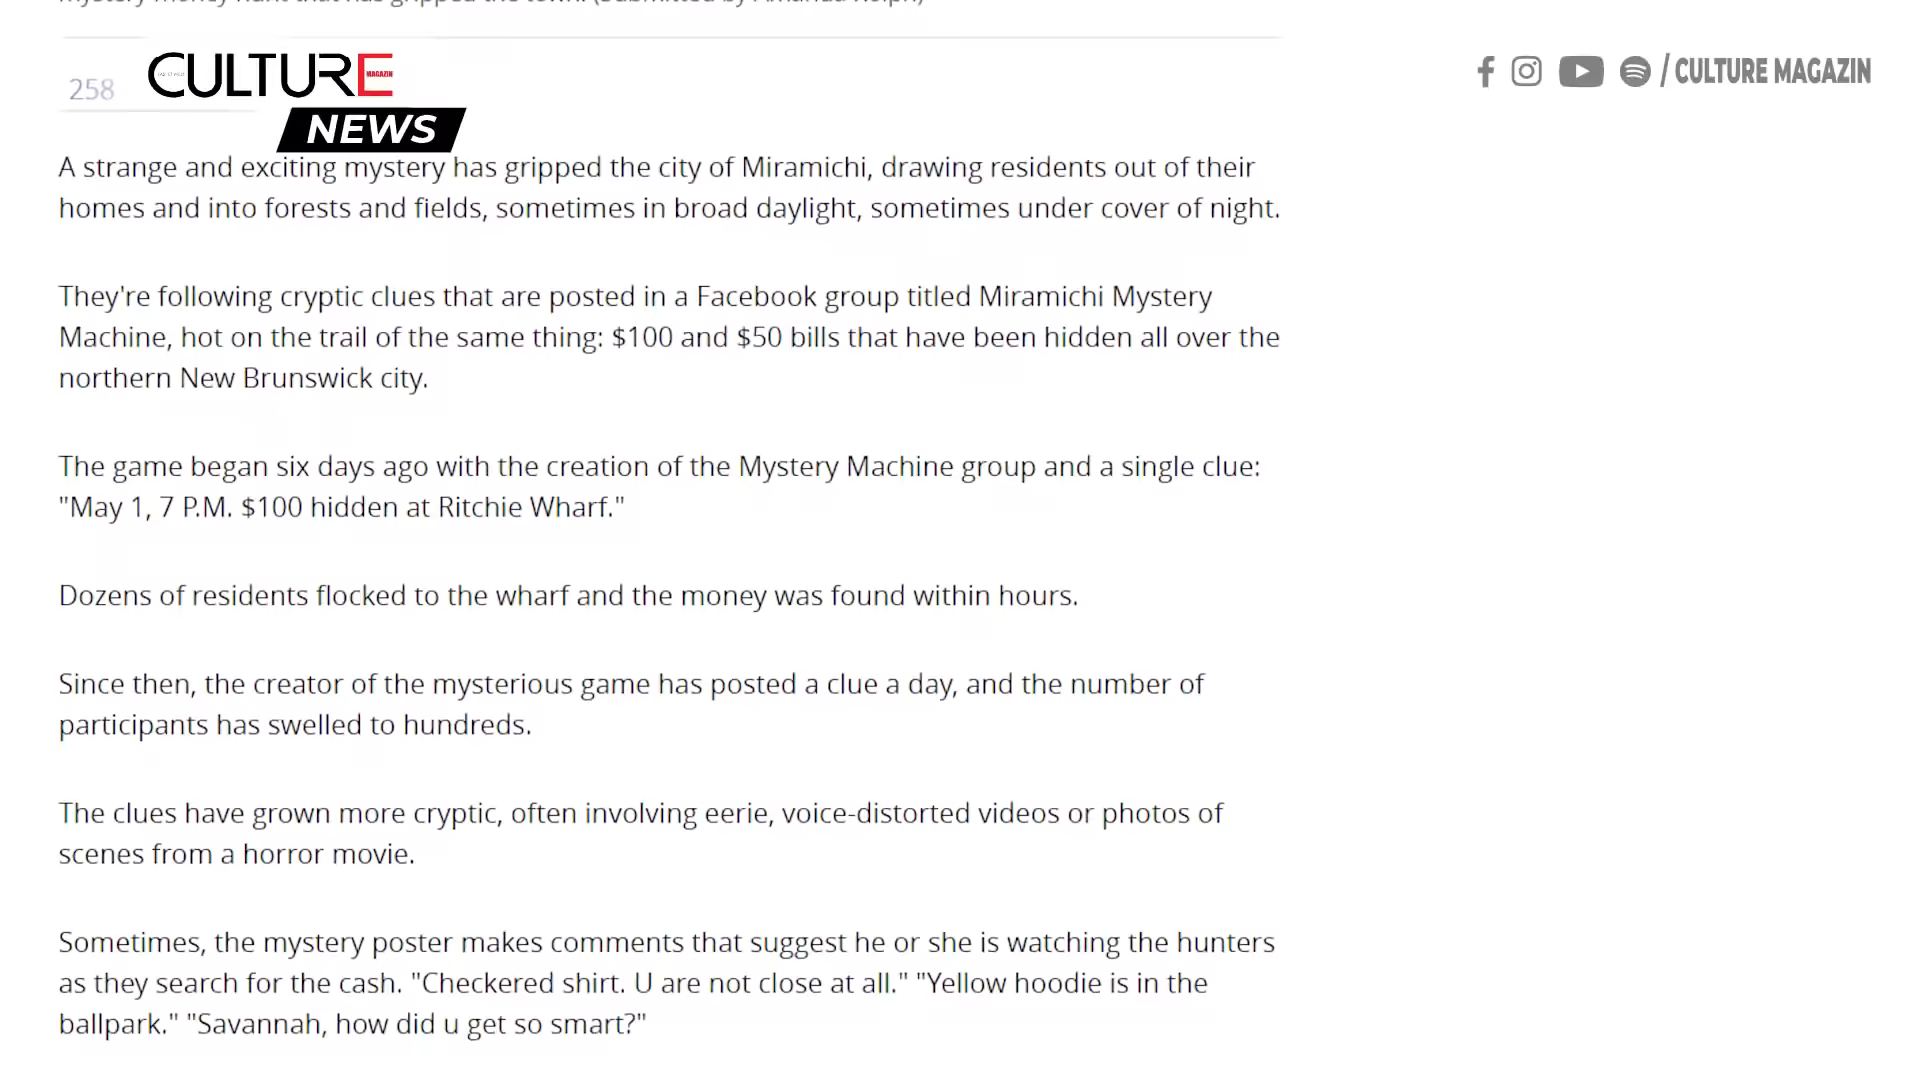 258
CULTURE
MAGAZIN
NEWS
/ CULTURE MAGAZIN
A strange and exciting mystery has gripped the city of Miramichi, drawing residents out of their
homes and into forests and fields, sometimes in broad daylight, sometimes under cover of night.
They're following cryptic clues that are posted in a Facebook group titled Miramichi Mystery
Machine, hot on the trail of the same thing: $100 and $50 bills that have been hidden all over the
northern New Brunswick city.
The game began six days ago with the creation of the Mystery Machine group and a single clue:
"May 1, 7 P.M. $100 hidden at Ritchie Wharf."
Dozens of residents flocked to the wharf and the money was found within hours.
Since then, the creator of the mysterious game has posted a clue a day, and the number of
participants has swelled to hundreds.
The clues have grown more cryptic, often involving eerie, voice-distorted videos or photos of
scenes from a horror movie.
Sometimes, the mystery poster makes comments that suggest he or she is watching the hunters
as they search for the cash. "Checkered shirt. U are not close at all." "Yellow hoodie is in the
ballpark." "Savannah, how did u get so smart?"